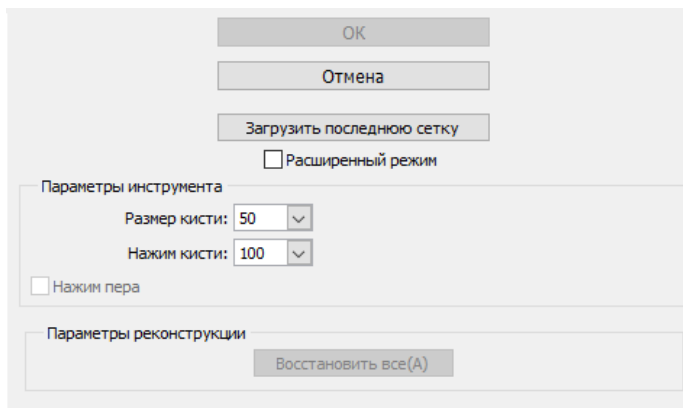 OK
Отмена
Загрузить последнюю сетку
Расширенный режим
Параметры инструмента
Размер кисти: 50
Нажим кисти: 100
Нажим пера
Параметры реконструкции
Восстановить все(A)